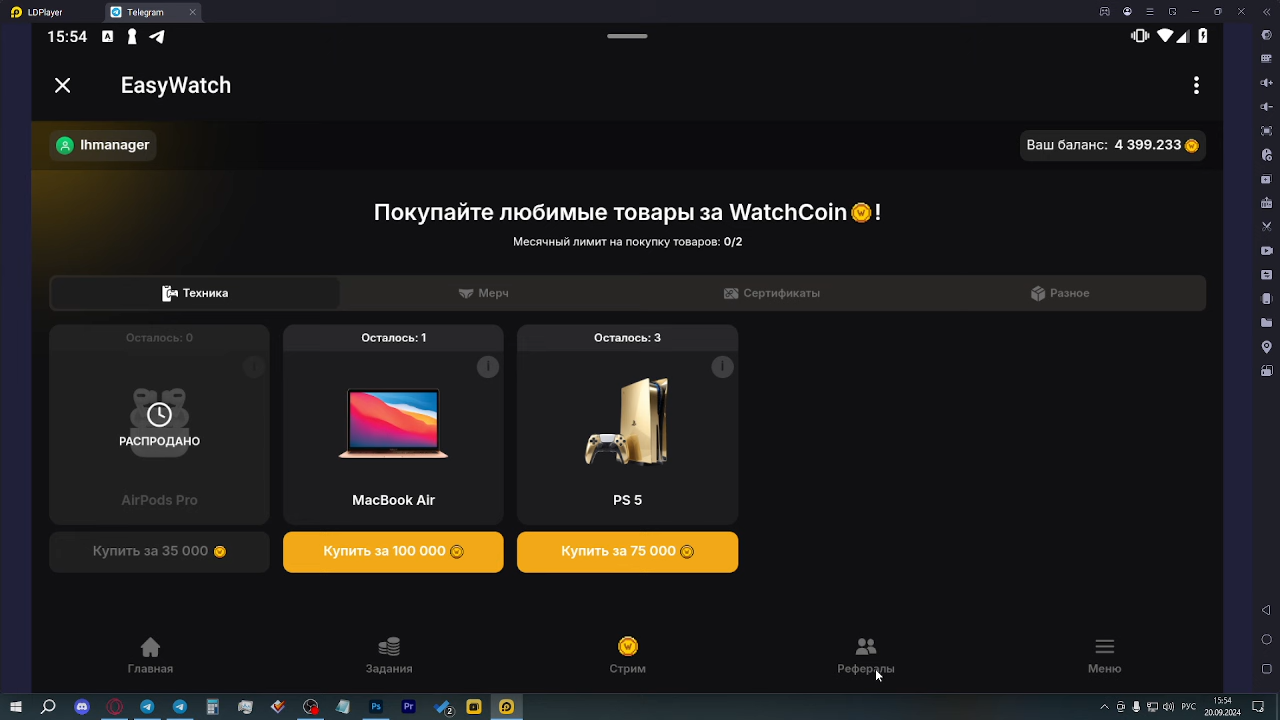 LDPlayer
Telegram
15:54
EasyWatch
lhmanager
Ваш баланс: 4 399.233
Покупайте любимые товары за WatchCoin!
Месячный лимит на покупку товаров: 0/2
Техника
Мерч
Сертификаты
Разное
Осталось: 0
Осталось: 1
Осталось: 3
РАСПРОДАНО
AirPods Pro
MacBook Air
PS 5
Купить за 35 000
Купить за 100 000
Купить за 75 000
Главная
Задания
Стрим
Рефералы
Меню
15:54
РУС
20.09.2024